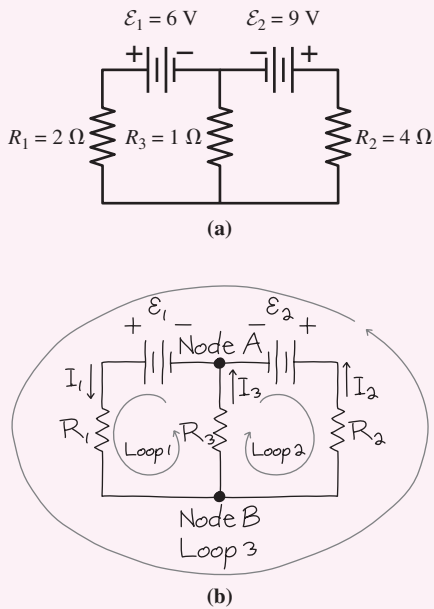 ℰ₁ = 6 V ℰ₂ = 9 V
+ − − +
R₁ = 2 Ω R₃ = 1 Ω R₂ = 4 Ω
(a)
ℰ₁ ℰ₂
+ − − +
Node A
I₁ I₃ I₂
R₁ R₃ R₂
Loop 1 Loop 2
Node B
Loop 3
(b)